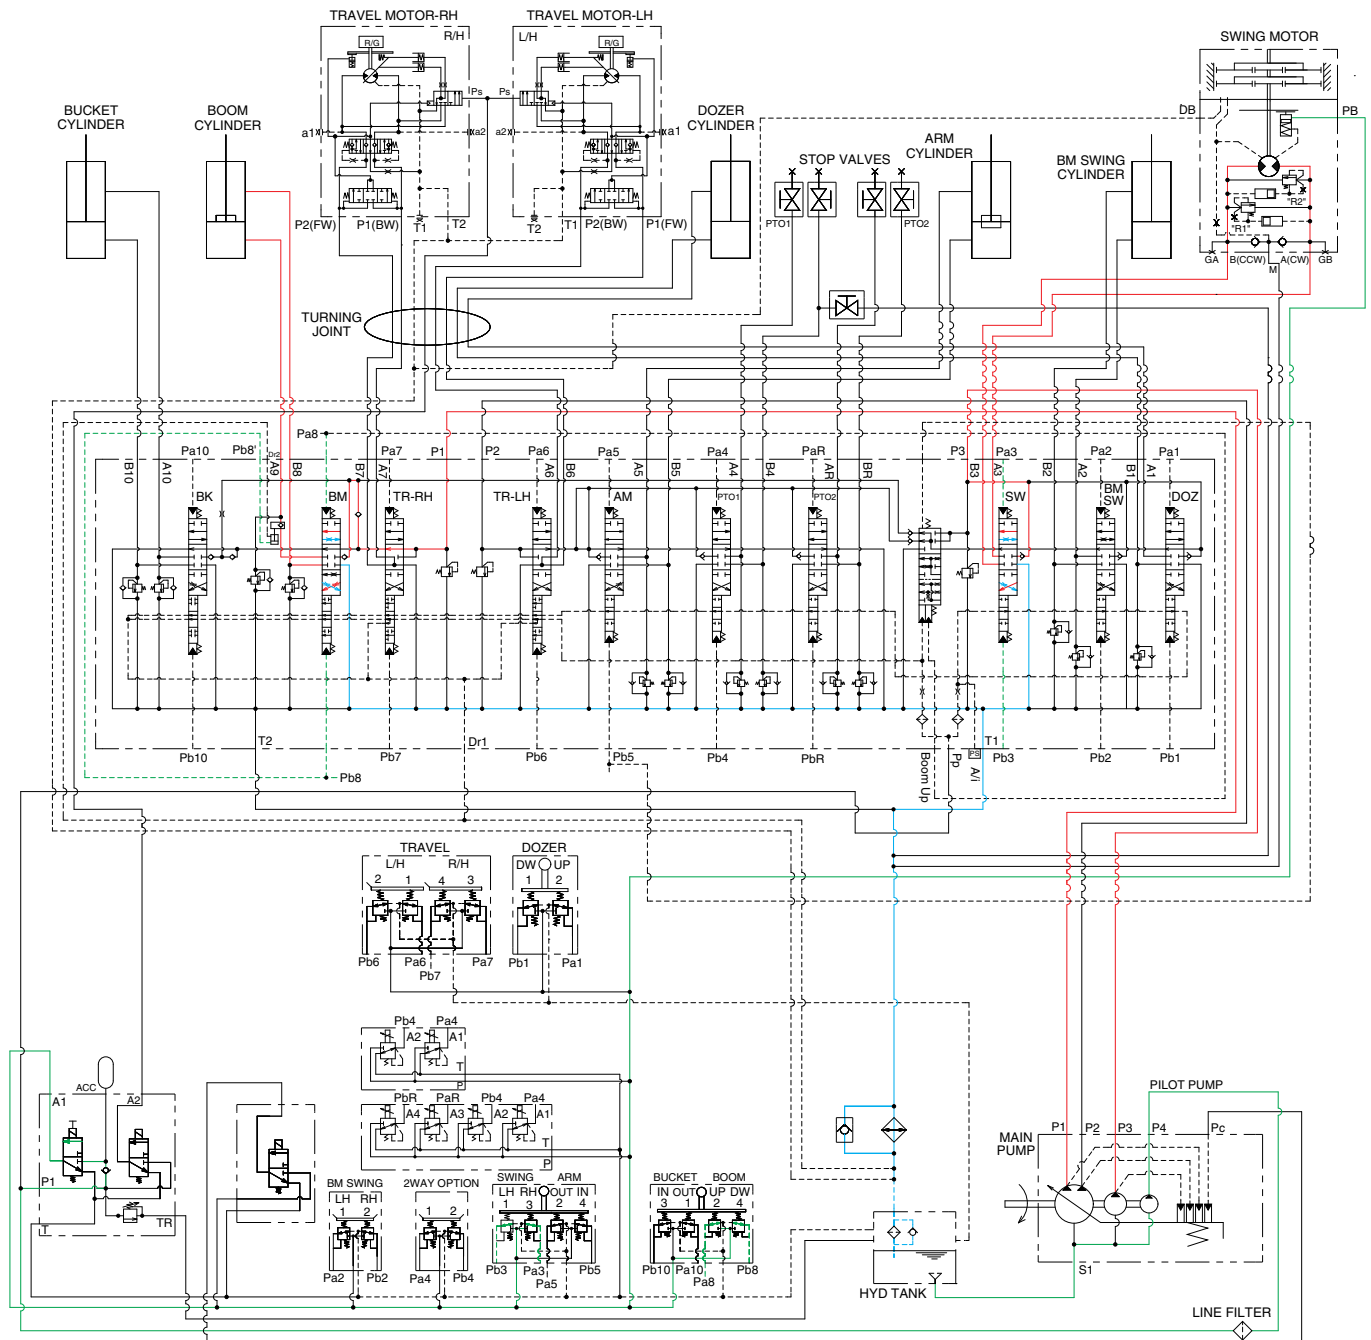 TRAVEL MOTOR-RH
TRAVEL MOTOR-LH
SWING MOTOR
R/H
L/H
R/G
R/G
BUCKET
CYLINDER
BOOM
CYLINDER
DOZER
CYLINDER
ARM
CYLINDER
BM SWING
CYLINDER
STOP VALVES
DB
PB
Ps
Ps
a1
a2
a2
a1
PTO1
PTO2
"R2"
"R1"
P2(FW)
P1(BW)
T1
T2
T2
T1
P2(BW)
P1(FW)
GA
B(CCW)
M
A(CW)
GB
TURNING
JOINT
Pa8
B10
A10
Pa10
Pb8'
Dr2
A9
B8
B7
A7
Pa7
P1
P2
Pa6
A6
B6
Pa5
A5
B5
Pa4
A4
B4
PaR
AR
BR
P3
B3
A3
Pa3
B2
A2
Pa2
B1
A1
Pa1
BK
BM
TR-RH
TR-LH
AM
PTO1
PTO2
SW
BM
SW
DOZ
Pb10
T2
Pb8
Pb7
Dr1
Pb6
Pb5
Pb4
PbR
Boom Up
Pp
PS
A/i
T1
Pb3
Pb2
Pb1
TRAVEL
L/H R/H
2 1 4 3
Pb6 Pa6 Pb7 Pa7
DOZER
DW UP
1 2
Pb1 Pa1
Pb4 Pa4
A2 A1
T
P
PbR PaR Pb4 Pa4
A4 A3 A2 A1
T
P
ACC
A1 A2
P1
T
TR
BM SWING
LH RH
1 2
Pa2 Pb2
2WAY OPTION
1 2
Pa4 Pb4
SWING ARM
LH RH OUT IN
1 3 2 4
Pb3 Pa3 Pa5 Pb5
BUCKET BOOM
IN OUT UP DW
3 1 2 4
Pb10 Pa10 Pa8 Pb8
HYD TANK
PILOT PUMP
MAIN
PUMP
P1 P2 P3 P4 Pc
S1
LINE FILTER